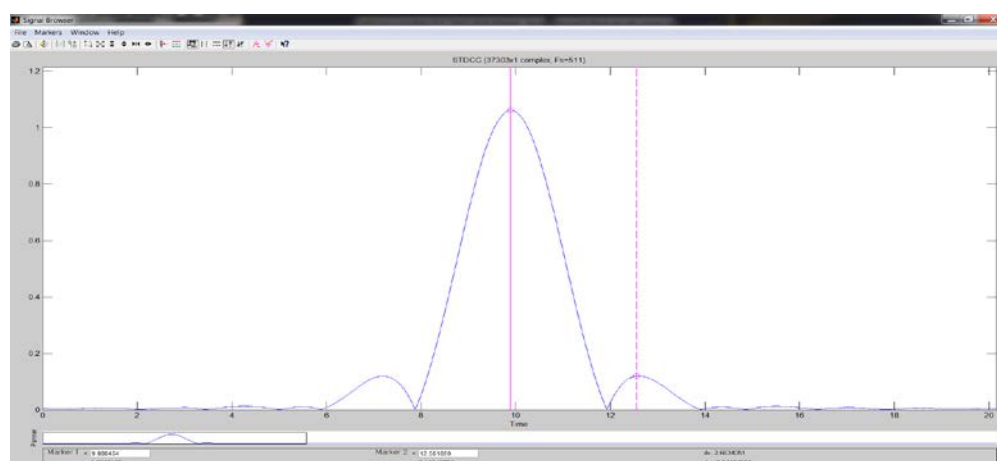 Signal Browser
File Markers Window Help
STDCC (37303x1 complex, Fs=511)
1.2
1
0.8
0.6
0.4
0.2
0
0 2 4 6 8 10 12 14 16 18 20
Time
Marker 1 x
Marker 2 x